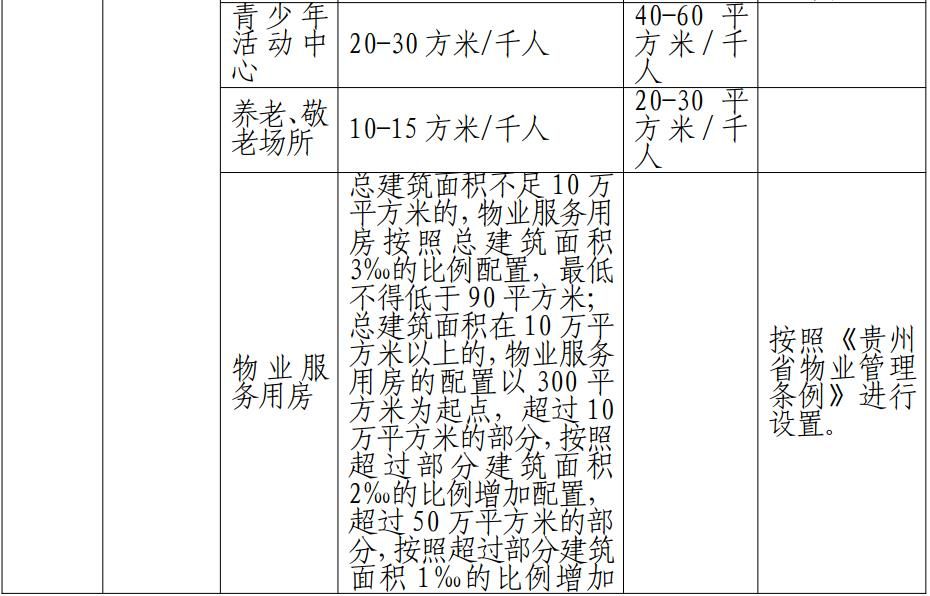 青少年
活动中
心
20-30 方米/千人
40-60 平
方米/千
人
养老、敬
老场所
10-15 方米/千人
20-30 平
方米/千
人
物业服
务用房
总建筑面积不足 10 万
平方米的，物业服务用
房按照总建筑面积
3‰的比例配置，最低
不得低于 90 平方米；
总建筑面积在 10 万平
方米以上的，物业服务
用房的配置以 300 平
方米为起点，超过 10
万平方米的部分，按照
超过部分建筑面积
2‰的比例增加配置，
超过 50 万平方米的部
分，按照超过部分建筑
面积 1‰的比例增加
按照《贵州
省物业管理
条例》进行
设置。